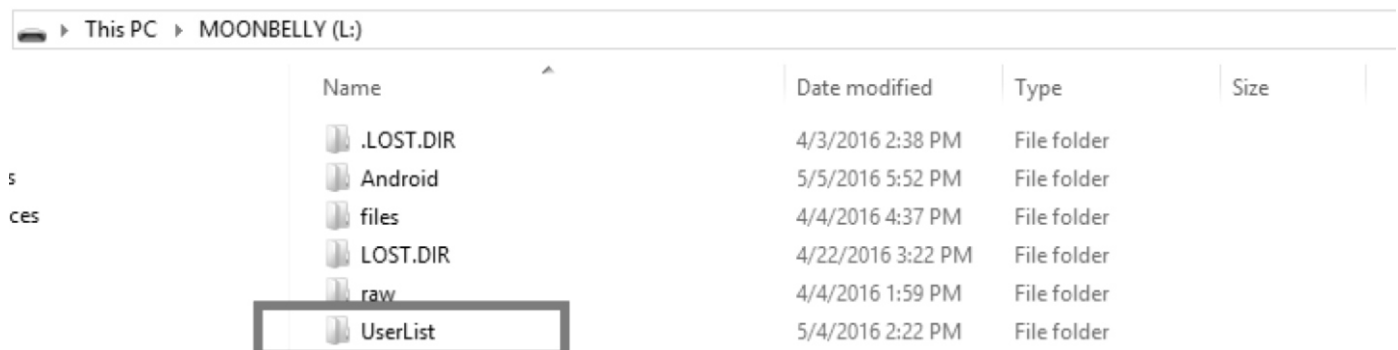 This PC MOONBELLY (L:)
Name Date modified Type Size
.LOST.DIR 4/3/2016 2:38 PM File folder
s Android 5/5/2016 5:52 PM File folder
ces files 4/4/2016 4:37 PM File folder
LOST.DIR 4/22/2016 3:22 PM File folder
raw 4/4/2016 1:59 PM File folder
UserList 5/4/2016 2:22 PM File folder